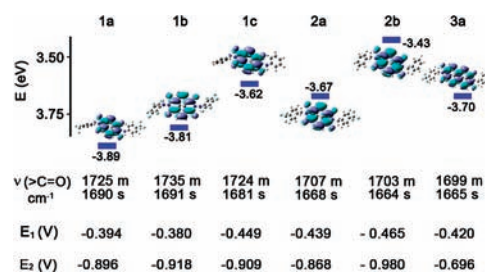 1a 1b 1c 2a 2b 3a
E (eV)
3.50
3.75
-3.89
-3.81
-3.62
-3.67
-3.43
-3.70
ν (>C=O) 1725 m 1735 m 1724 m 1707 m 1703 m 1699 m
cm⁻¹ 1690 s 1691 s 1681 s 1668 s 1664 s 1665 s
E₁ (V) -0.394 -0.380 -0.449 -0.439 - 0.465 -0.420
E₂ (V) -0.896 -0.918 -0.909 -0.868 -0.980 -0.696